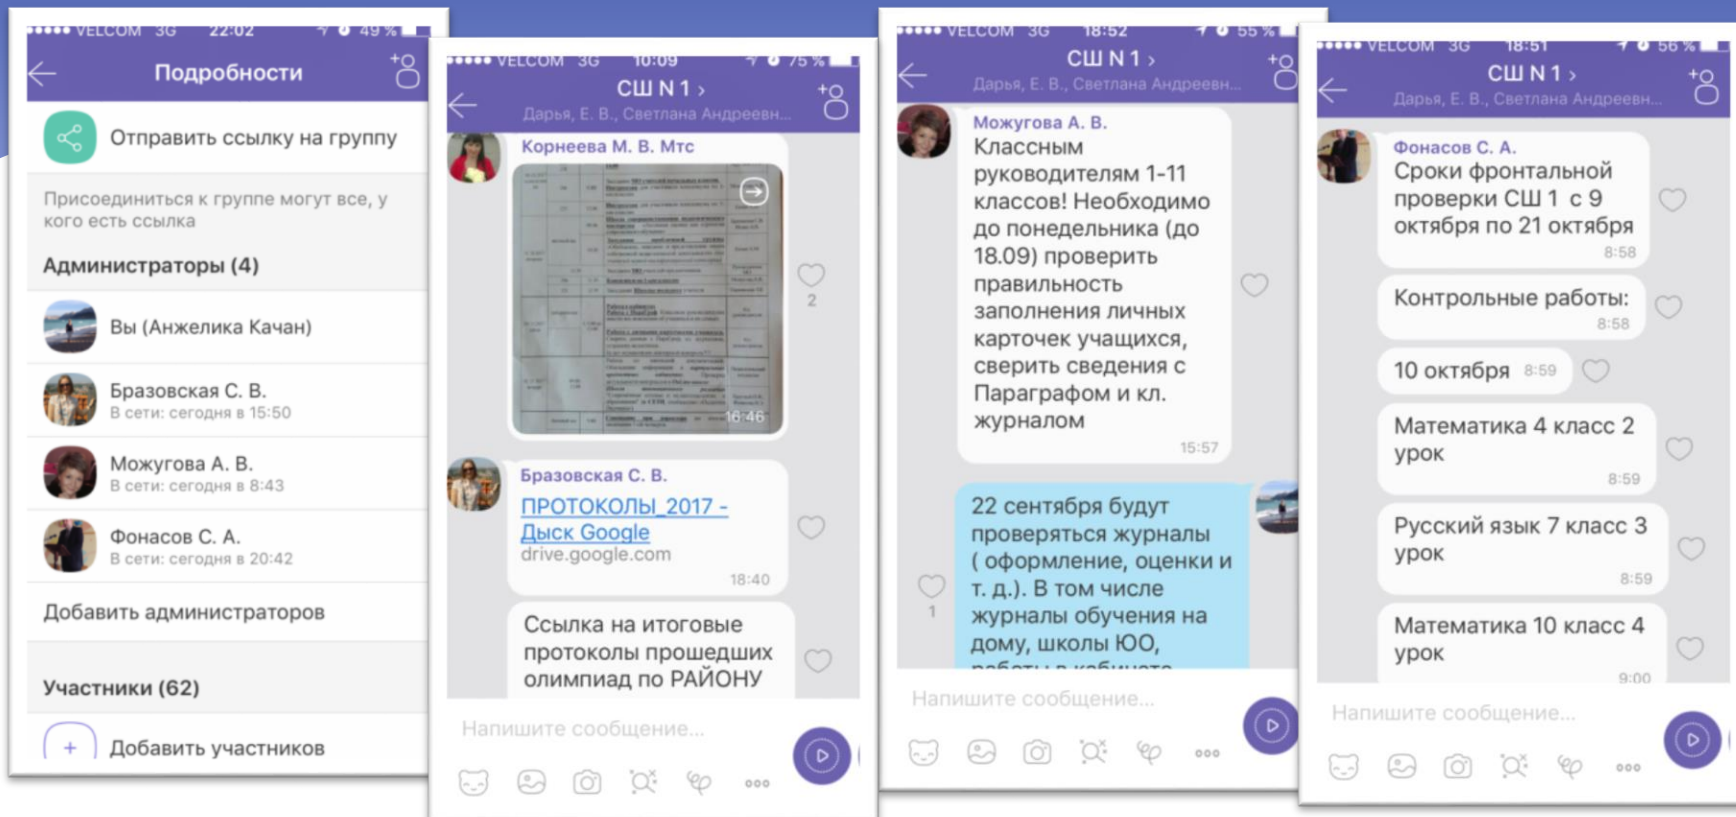 VELCOM 3G 22:02 49 %
Подробности
Отправить ссылку на группу
Присоединиться к группе могут все, у
кого есть ссылка
Администраторы (4)
Вы (Анжелика Качан)
Бразовская С. В.
В сети: сегодня в 15:50
Можугова А. В.
В сети: сегодня в 8:43
Фонасов С. А.
В сети: сегодня в 20:42
Добавить администраторов
Участники (62)
Добавить участников
VELCOM 3G 10:09 75 %
СШ N 1 >
Дарья, Е. В., Светлана Андреевн...
Корнеева М. В. Мтс
16:46
2
Бразовская С. В.
ПРОТОКОЛЫ_2017 -
Дыск Google
drive.google.com
18:40
Ссылка на итоговые
протоколы прошедших
олимпиад по РАЙОНУ
Напишите сообщение...
VELCOM 3G 18:52 55 %
СШ N 1 >
Дарья, Е. В., Светлана Андреевн...
Можугова А. В.
Классным
руководителям 1-11
классов! Необходимо
до понедельника (до
18.09) проверить
правильность
заполнения личных
карточек учащихся,
сверить сведения с
Параграфом и кл.
журналом
15:57
22 сентября будут
проверяться журналы
( оформление, оценки и
т. д.). В том числе
журналы обучения на
дому, школы ЮО,
работы в кабинете
1
Напишите сообщение...
VELCOM 3G 18:51 56 %
СШ N 1 >
Дарья, Е. В., Светлана Андреевн...
Фонасов С. А.
Сроки фронтальной
проверки СШ 1 с 9
октября по 21 октября
8:58
Контрольные работы:
8:58
10 октября 8:59
Математика 4 класс 2
урок
8:59
Русский язык 7 класс 3
урок
8:59
Математика 10 класс 4
урок
9:00
Напишите сообщение...